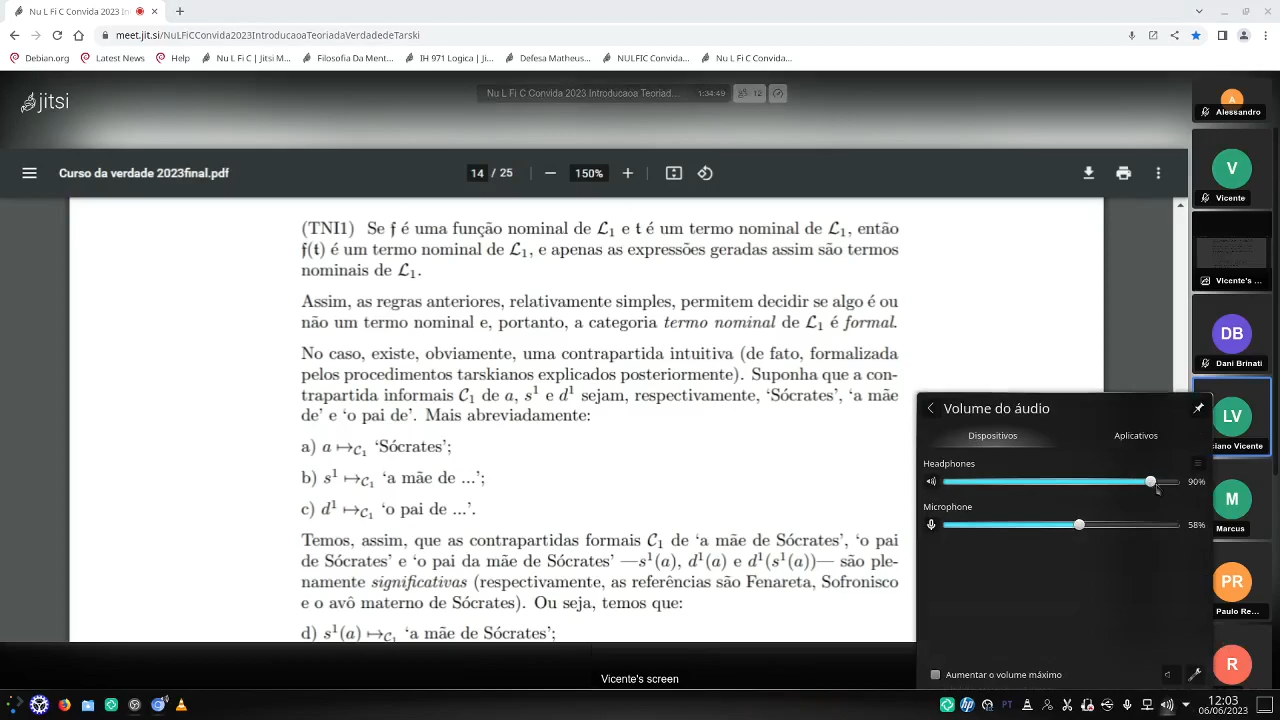 Nu L Fi C Convida 2023 In
meet.jit.si/NuLFiCConvida2023IntroducaoaTeoriadaVerdadedeTarski
Debian.org
Latest News
Help
Nu L Fi C | Jitsi M...
Filosofia Da Ment...
IH 971 Logica | Ji...
Defesa Matheus...
NULFIC Convida...
Nu L Fi C Convida...
jitsi
Nu L Fi C Convida 2023 Introducaoa Teoriad...
1:34:49
12
Curso da verdade 2023final.pdf
14 / 25
150%
(TNI1) Se 𝔣 é uma função nominal de ℒ₁ e 𝔱 é um termo nominal de ℒ₁, então
𝔣(𝔱) é um termo nominal de ℒ₁, e apenas as expressões geradas assim são termos
nominais de ℒ₁.
Assim, as regras anteriores, relativamente simples, permitem decidir se algo é ou
não um termo nominal e, portanto, a categoria termo nominal de ℒ₁ é formal.
No caso, existe, obviamente, uma contrapartida intuitiva (de fato, formalizada
pelos procedimentos tarskianos explicados posteriormente). Suponha que a con-
trapartida informais 𝒞₁ de a, s¹ e d¹ sejam, respectivamente, ‘Sócrates’, ‘a mãe
de’ e ‘o pai de’. Mais abreviadamente:
a) a ↦𝒞₁ ‘Sócrates’;
b) s¹ ↦𝒞₁ ‘a mãe de ...’;
c) d¹ ↦𝒞₁ ‘o pai de ...’.
Temos, assim, que as contrapartidas formais 𝒞₁ de ‘a mãe de Sócrates’, ‘o pai
de Sócrates’ e ‘o pai da mãe de Sócrates’ —s¹(a), d¹(a) e d¹(s¹(a))— são ple-
namente significativas (respectivamente, as referências são Fenareta, Sofronisco
e o avô materno de Sócrates). Ou seja, temos que:
d) s¹(a) ↦𝒞₁ ‘a mãe de Sócrates’;
Vicente's screen
A
Alessandro
V
Vicente
Vicente's ...
DB
Dani Brinati
LV
ciano Vicente
M
Marcus
PR
Paulo Re...
R
Volume do áudio
Dispositivos
Aplicativos
Headphones
90%
Microphone
58%
Aumentar o volume máximo
PT
12:03
06/06/2023